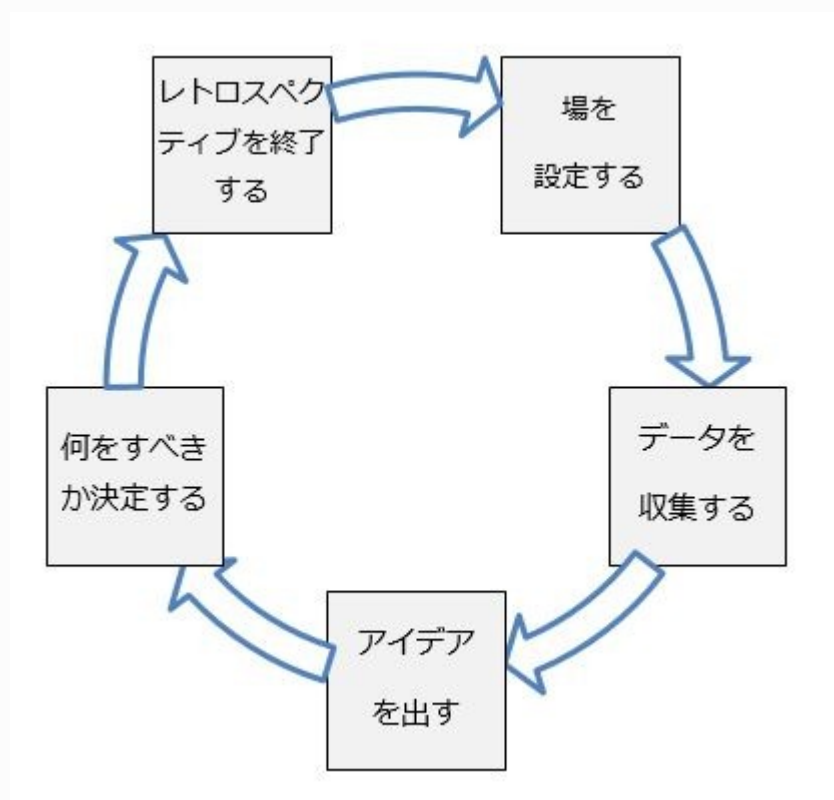 レトロスペク
ティブを終了
する
場を
設定する
データを
収集する
アイデア
を出す
何をすべき
か決定する